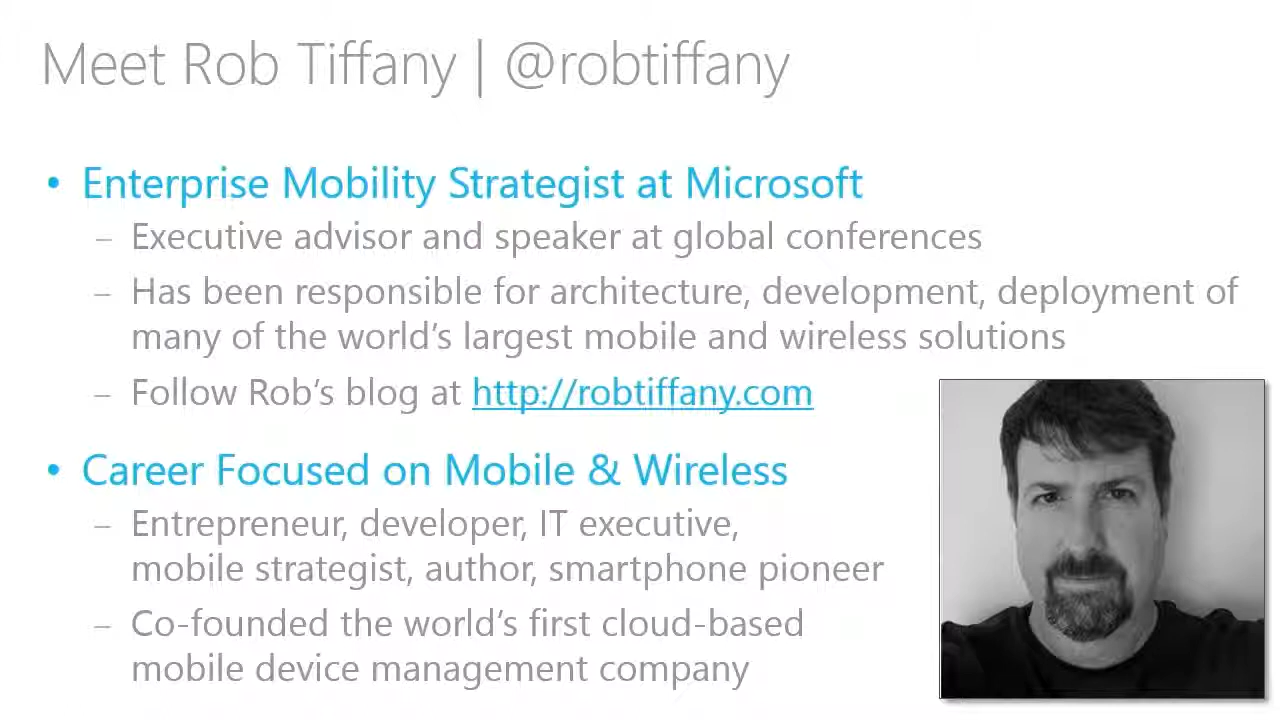 Meet Rob Tiffany | @robtiffany
• Enterprise Mobility Strategist at Microsoft
– Executive advisor and speaker at global conferences
– Has been responsible for architecture, development, deployment of
many of the world’s largest mobile and wireless solutions
– Follow Rob’s blog at http://robtiffany.com
• Career Focused on Mobile & Wireless
– Entrepreneur, developer, IT executive,
mobile strategist, author, smartphone pioneer
– Co-founded the world’s first cloud-based
mobile device management company